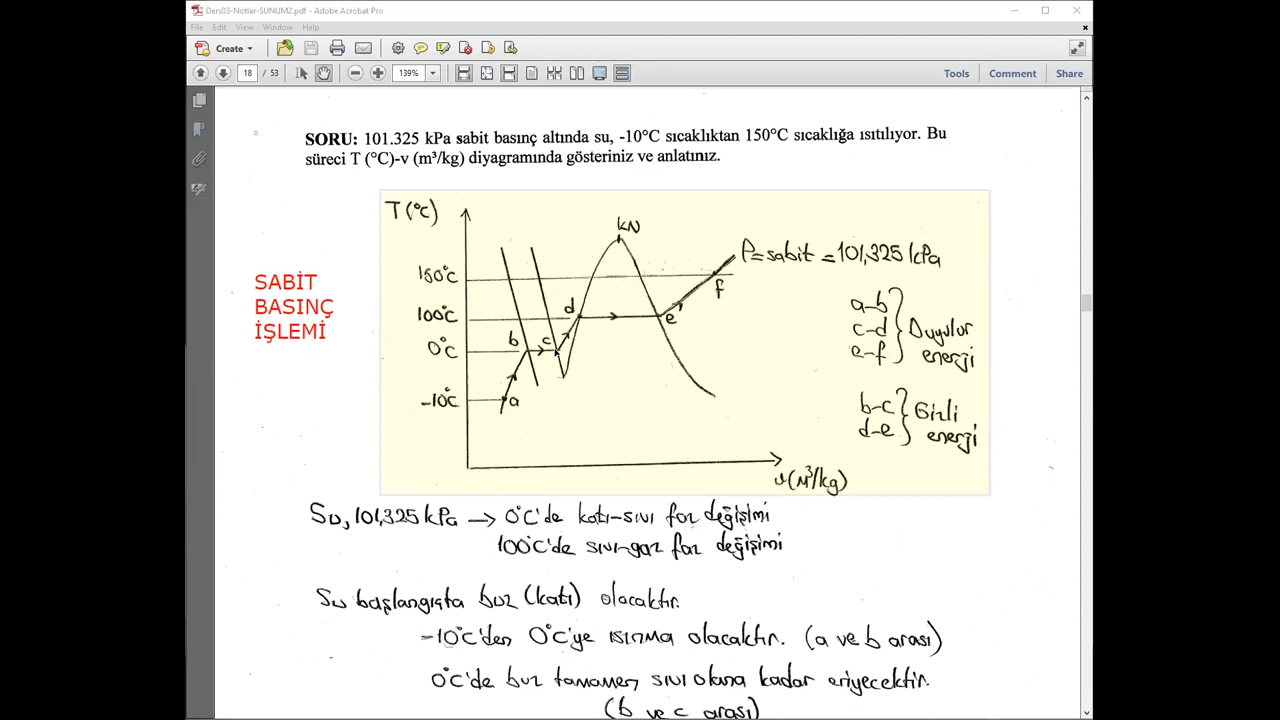 Ders03-Notlar-SUNUM2.pdf - Adobe Acrobat Pro
File Edit View Window Help
Create
18 / 53 139% Tools Comment Share
SORU: 101.325 kPa sabit basınç altında su, -10°C sıcaklıktan 150°C sıcaklığa ısıtılıyor. Bu
süreci T (°C)-v (m³/kg) diyagramında gösteriniz ve anlatınız.
SABİT
BASINÇ
İŞLEMİ
T(°C)
KN
P=sabit = 101,325 kPa
150°C
f
100°C
d
e
0°C
b
c
-10°C
a
v(m³/kg)
a-b
c-d
e-f
Duyulur
enerji
b-c
d-e
Gizli
enerji
Su, 101,325 kPa → 0°C'de katı-sıvı faz değişimi
100°C'de sıvı-gaz faz değişimi
Su başlangıçta buz (katı) olacaktır.
-10°C'den 0°C'ye ısınma olacaktır. (a ve b arası)
0°C'de buz tamamen sıvı olana kadar eriyecektir.
(b ve c arası)